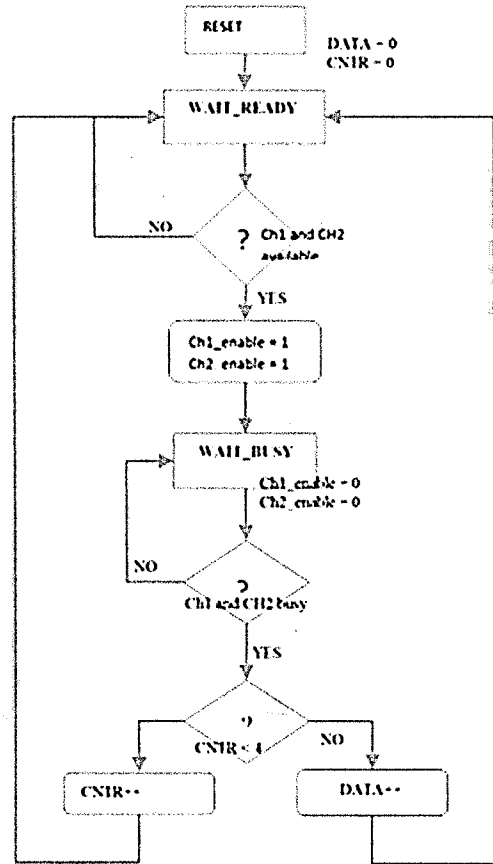 RESET
DATA = 0
CNTR = 0
WAIT_READY
NO
? Ch1 and CH2
available
YES
Ch1_enable = 1
Ch2_enable = 1
WAIT_BUSY
Ch1_enable = 0
Ch2_enable = 0
NO
?
Ch1 and CH2 busy
YES
?
CNTR < 4
NO
CNTR++
DATA++